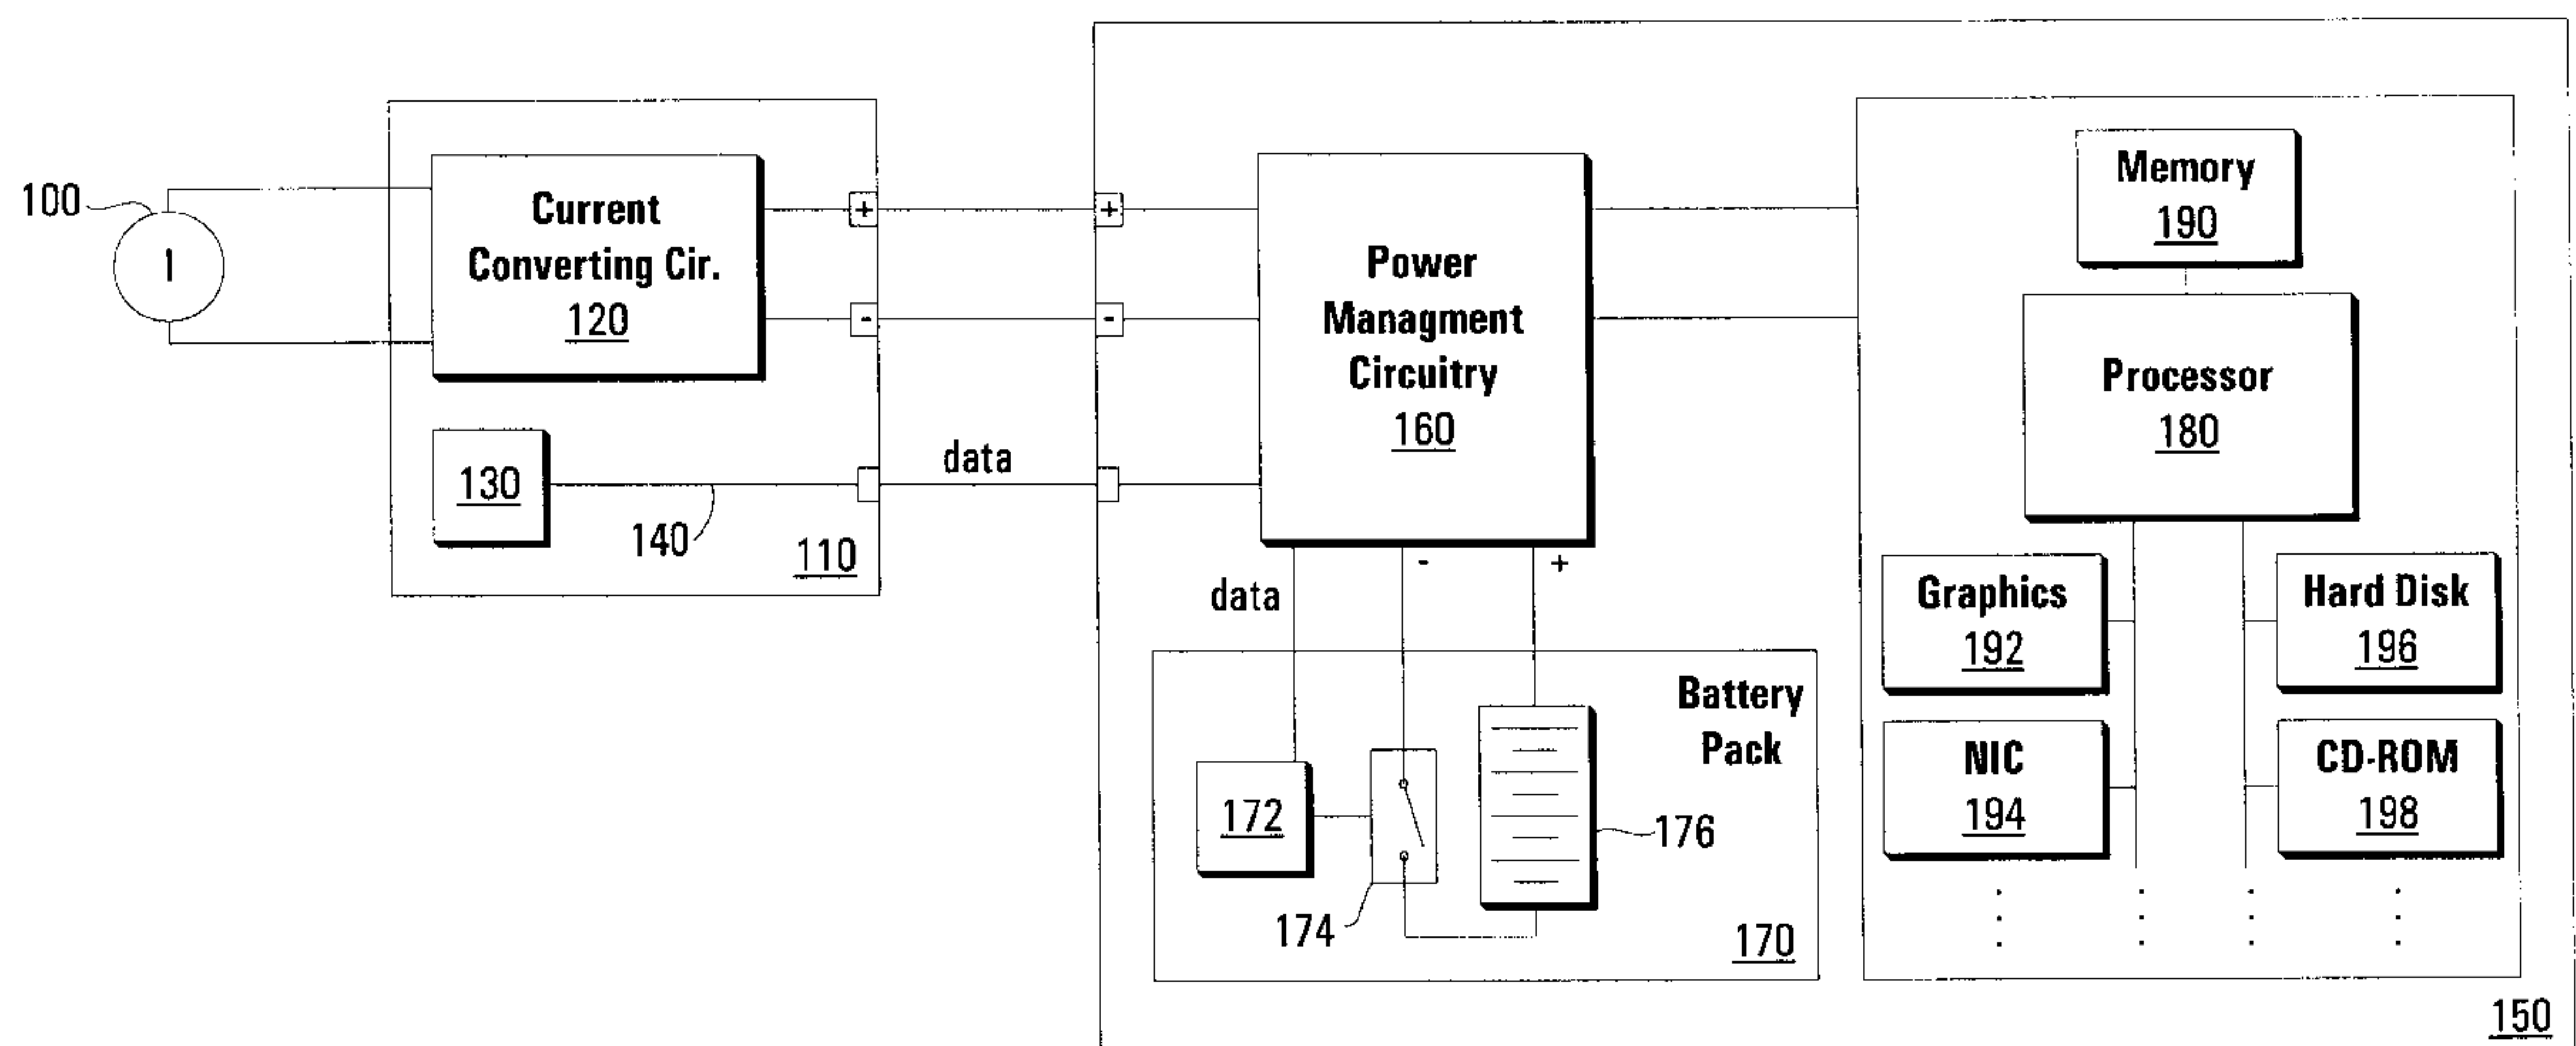 100
1
Current
Converting Cir.
120
+
-
130
140
110
data
+
-
Power
Managment
Circuitry
160
-
+
data
Battery
Pack
172
174
176
170
Memory
190
Processor
180
Graphics
192
Hard Disk
196
NIC
194
CD-ROM
198
150